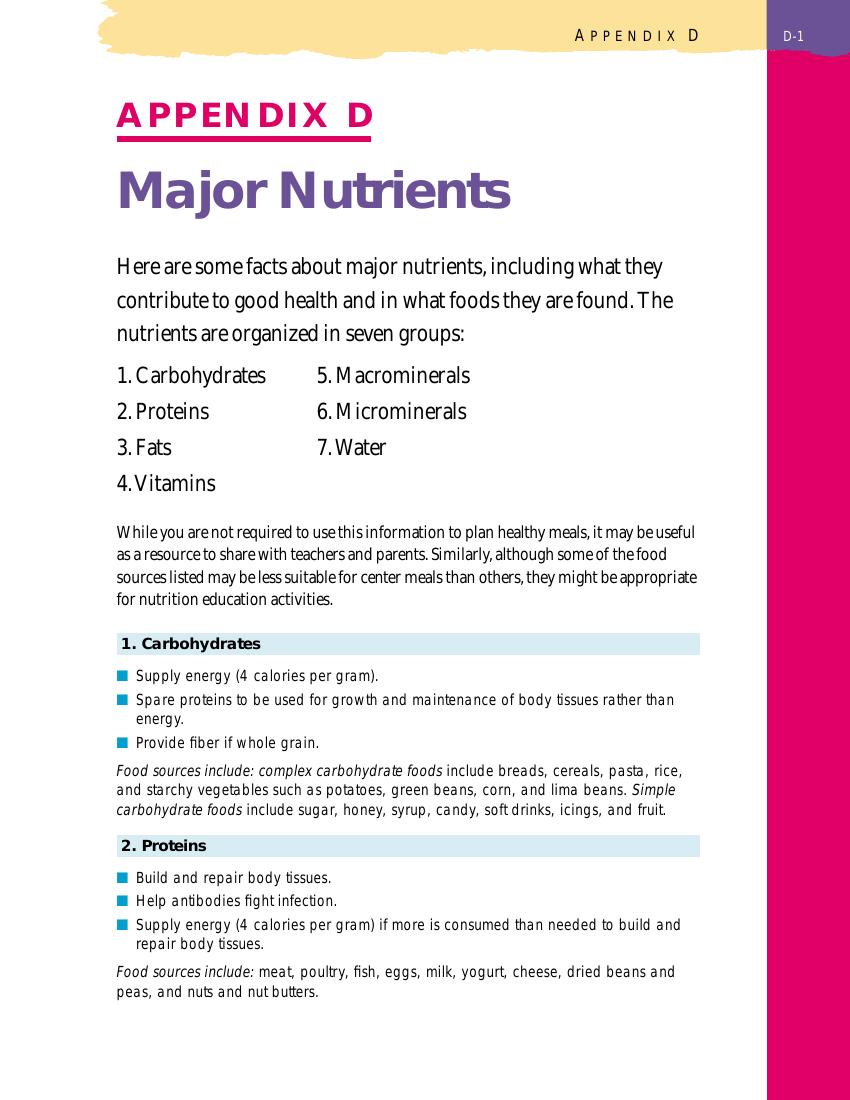 APPENDIX D
D-1
APPENDIX D
Major Nutrients
Here are some facts about major nutrients, including what they
contribute to good health and in what foods they are found. The
nutrients are organized in seven groups:
1. Carbohydrates
2. Proteins
3. Fats
4. Vitamins
5. Macrominerals
6. Microminerals
7. Water
While you are not required to use this information to plan healthy meals, it may be useful
as a resource to share with teachers and parents. Similarly, although some of the food
sources listed may be less suitable for center meals than others, they might be appropriate
for nutrition education activities.
1. Carbohydrates
■ Supply energy (4 calories per gram).
■ Spare proteins to be used for growth and maintenance of body tissues rather than
energy.
■ Provide fiber if whole grain.
Food sources include: complex carbohydrate foods include breads, cereals, pasta, rice,
and starchy vegetables such as potatoes, green beans, corn, and lima beans. Simple
carbohydrate foods include sugar, honey, syrup, candy, soft drinks, icings, and fruit.
2. Proteins
■ Build and repair body tissues.
■ Help antibodies fight infection.
■ Supply energy (4 calories per gram) if more is consumed than needed to build and
repair body tissues.
Food sources include: meat, poultry, fish, eggs, milk, yogurt, cheese, dried beans and
peas, and nuts and nut butters.